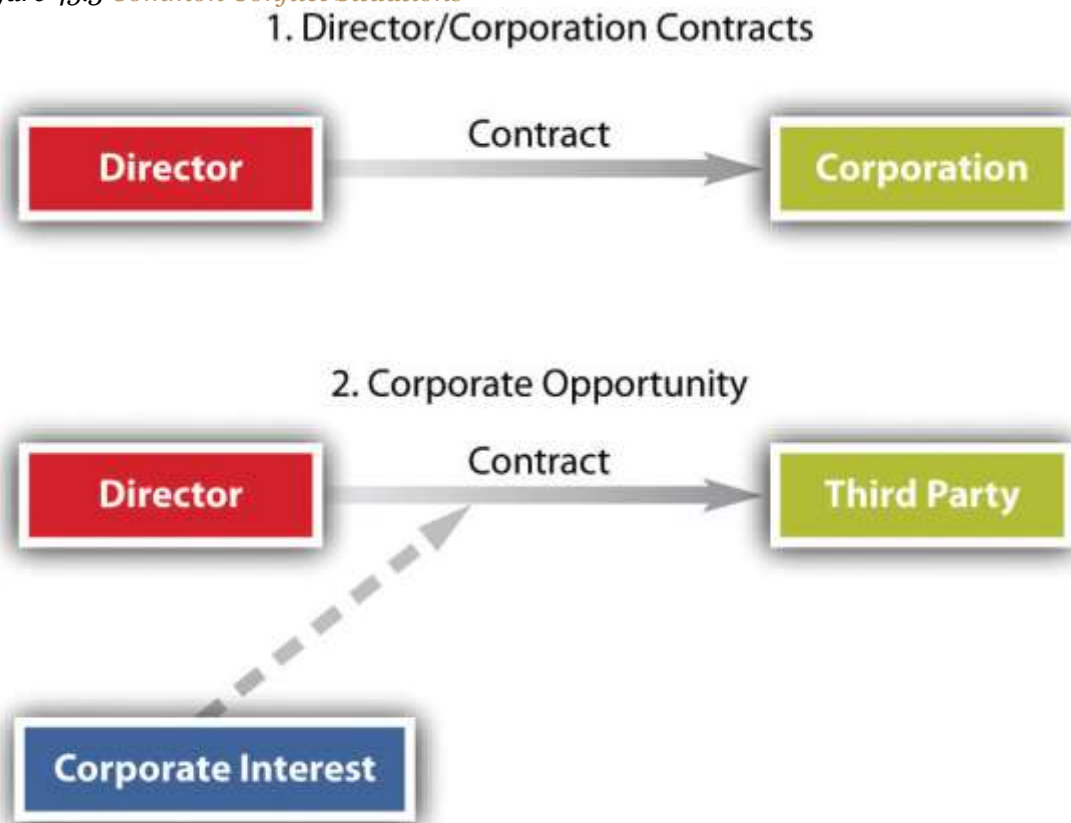 1. Director/Corporation Contracts
Contract
Director
Corporation
2. Corporate Opportunity
Contract
Director
Third Party
Corporate Interest